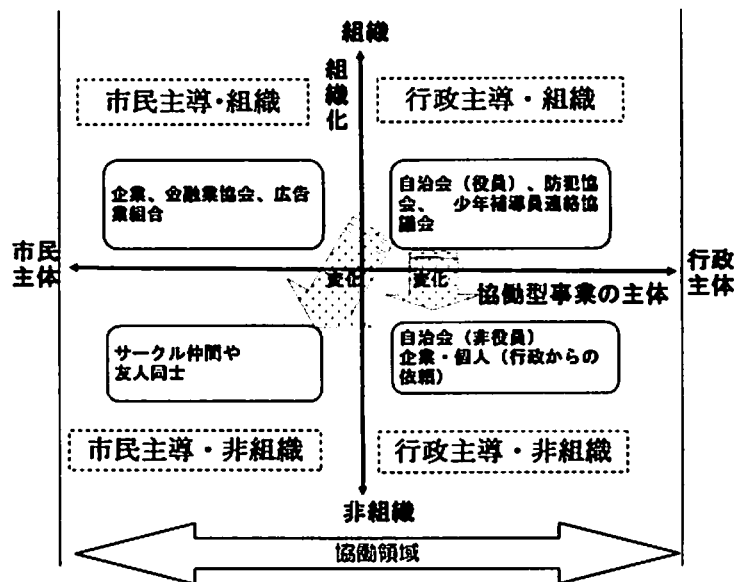 組織
組織化
市民主導・組織
行政主導・組織
企業、金融業協会、広告
業組合
自治会（役員）、防犯協
会、　少年補導員連絡協
議会
市民
主体
変化
変化
行政
主体
協働型事業の主体
サークル仲間や
友人同士
自治会（非役員）
企業・個人（行政からの
依頼）
市民主導・非組織
行政主導・非組織
非組織
協働領域